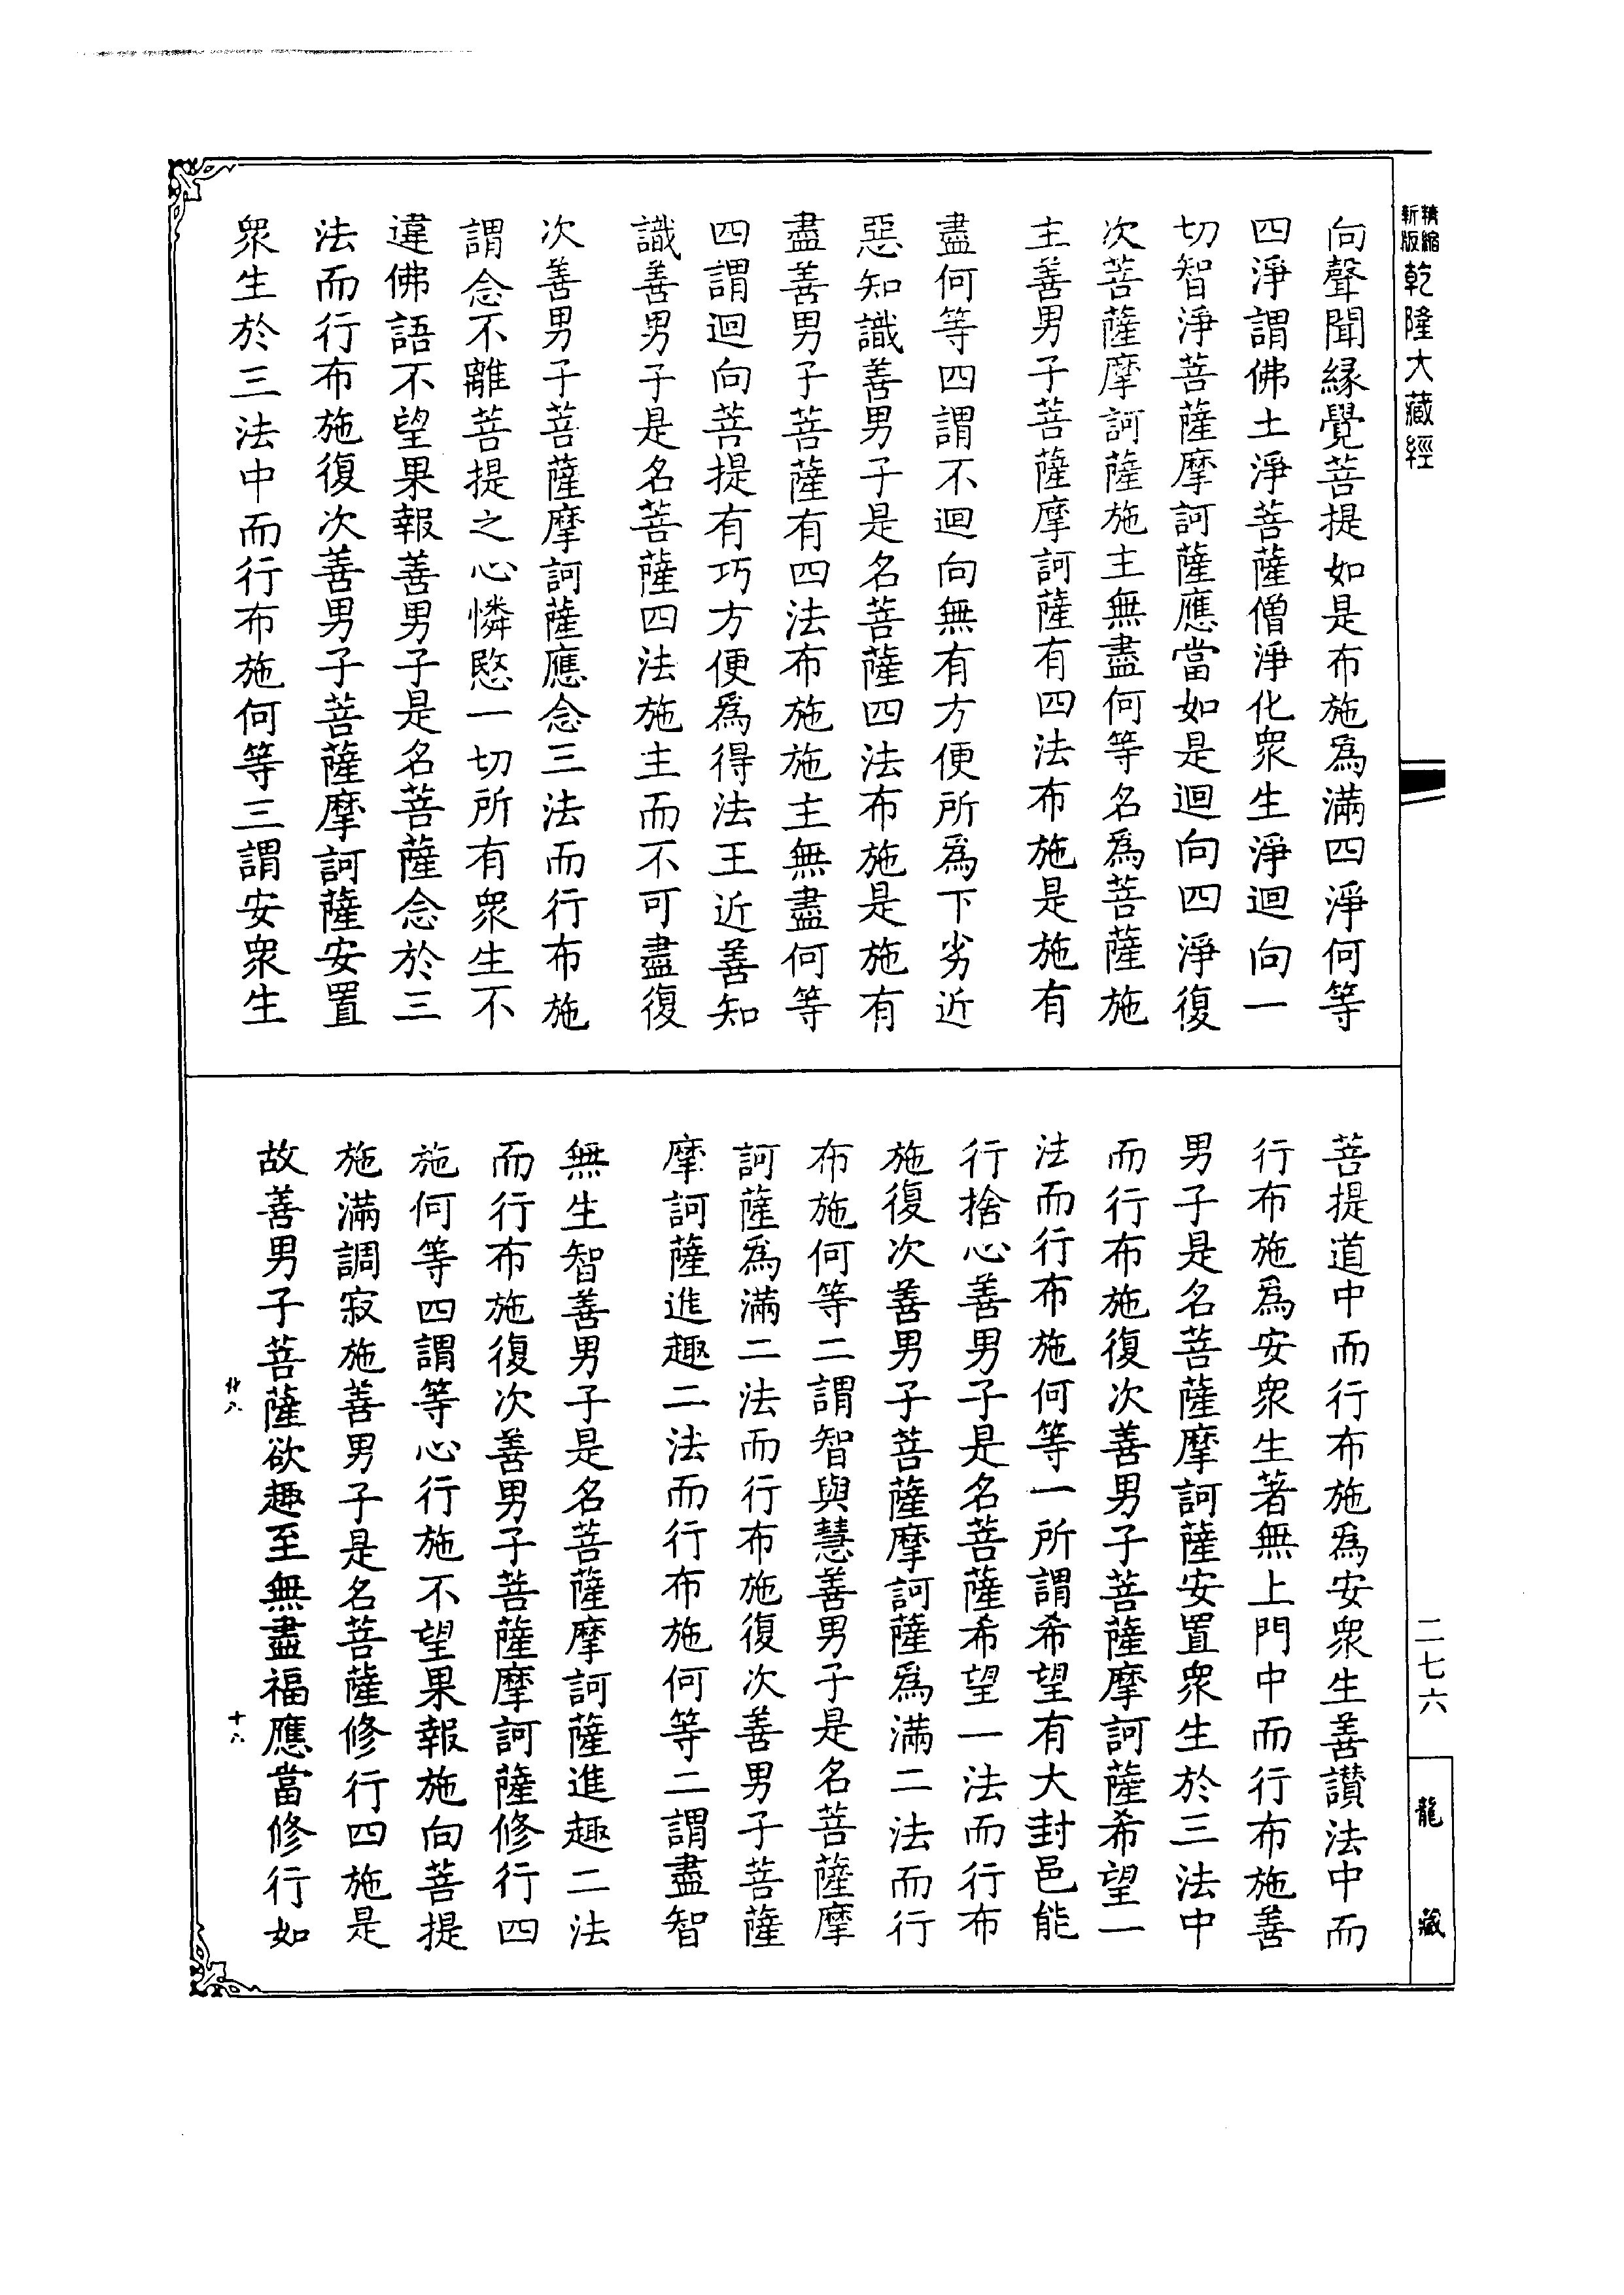 精縮新版乾隆大藏經
向聲聞緣覺菩提如是布施爲滿四淨何等
四淨謂佛土淨菩薩僧淨化衆生淨迴向一
切智淨菩薩摩訶薩應當如是迴向四淨復
次菩薩摩訶薩施主無盡何等名爲菩薩施
主善男子菩薩摩訶薩有四法布施是施有
盡何等四謂不迴向無有方便所爲下劣近
惡知識善男子是名菩薩四法布施是施有
盡善男子菩薩有四法布施施主無盡何等
四謂迴向菩提有巧方便爲得法王近善知
識善男子是名菩薩四法施主而不可盡復
次善男子菩薩摩訶薩應念三法而行布施
謂念不離菩提之心憐愍一切所有衆生不
違佛語不望果報善男子是名菩薩念於三
法而行布施復次善男子菩薩摩訶薩安置
衆生於三法中而行布施何等三謂安衆生
菩提道中而行布施爲安衆生善讃法中而
行布施爲安衆生著無上門中而行布施善
男子是名菩薩摩訶薩安置衆生於三法中
而行布施復次善男子菩薩摩訶薩希望一
法而行布施何等一所謂希望有大封邑能
行捨心善男子是名菩薩希望一法而行布
施復次善男子菩薩摩訶薩爲滿二法而行
布施何等二謂智與慧善男子是名菩薩摩
訶薩爲滿二法而行布施復次善男子菩薩
摩訶薩進趣二法而行布施何等二謂盡智
無生智善男子是名菩薩摩訶薩進趣二法
而行布施復次善男子菩薩摩訶薩修行四
施何等四謂等心行施不望果報施向菩提
施滿調寂施善男子是名菩薩修行四施是
故善男子菩薩欲趣至無盡福應當修行如
十六
二七六
龍藏